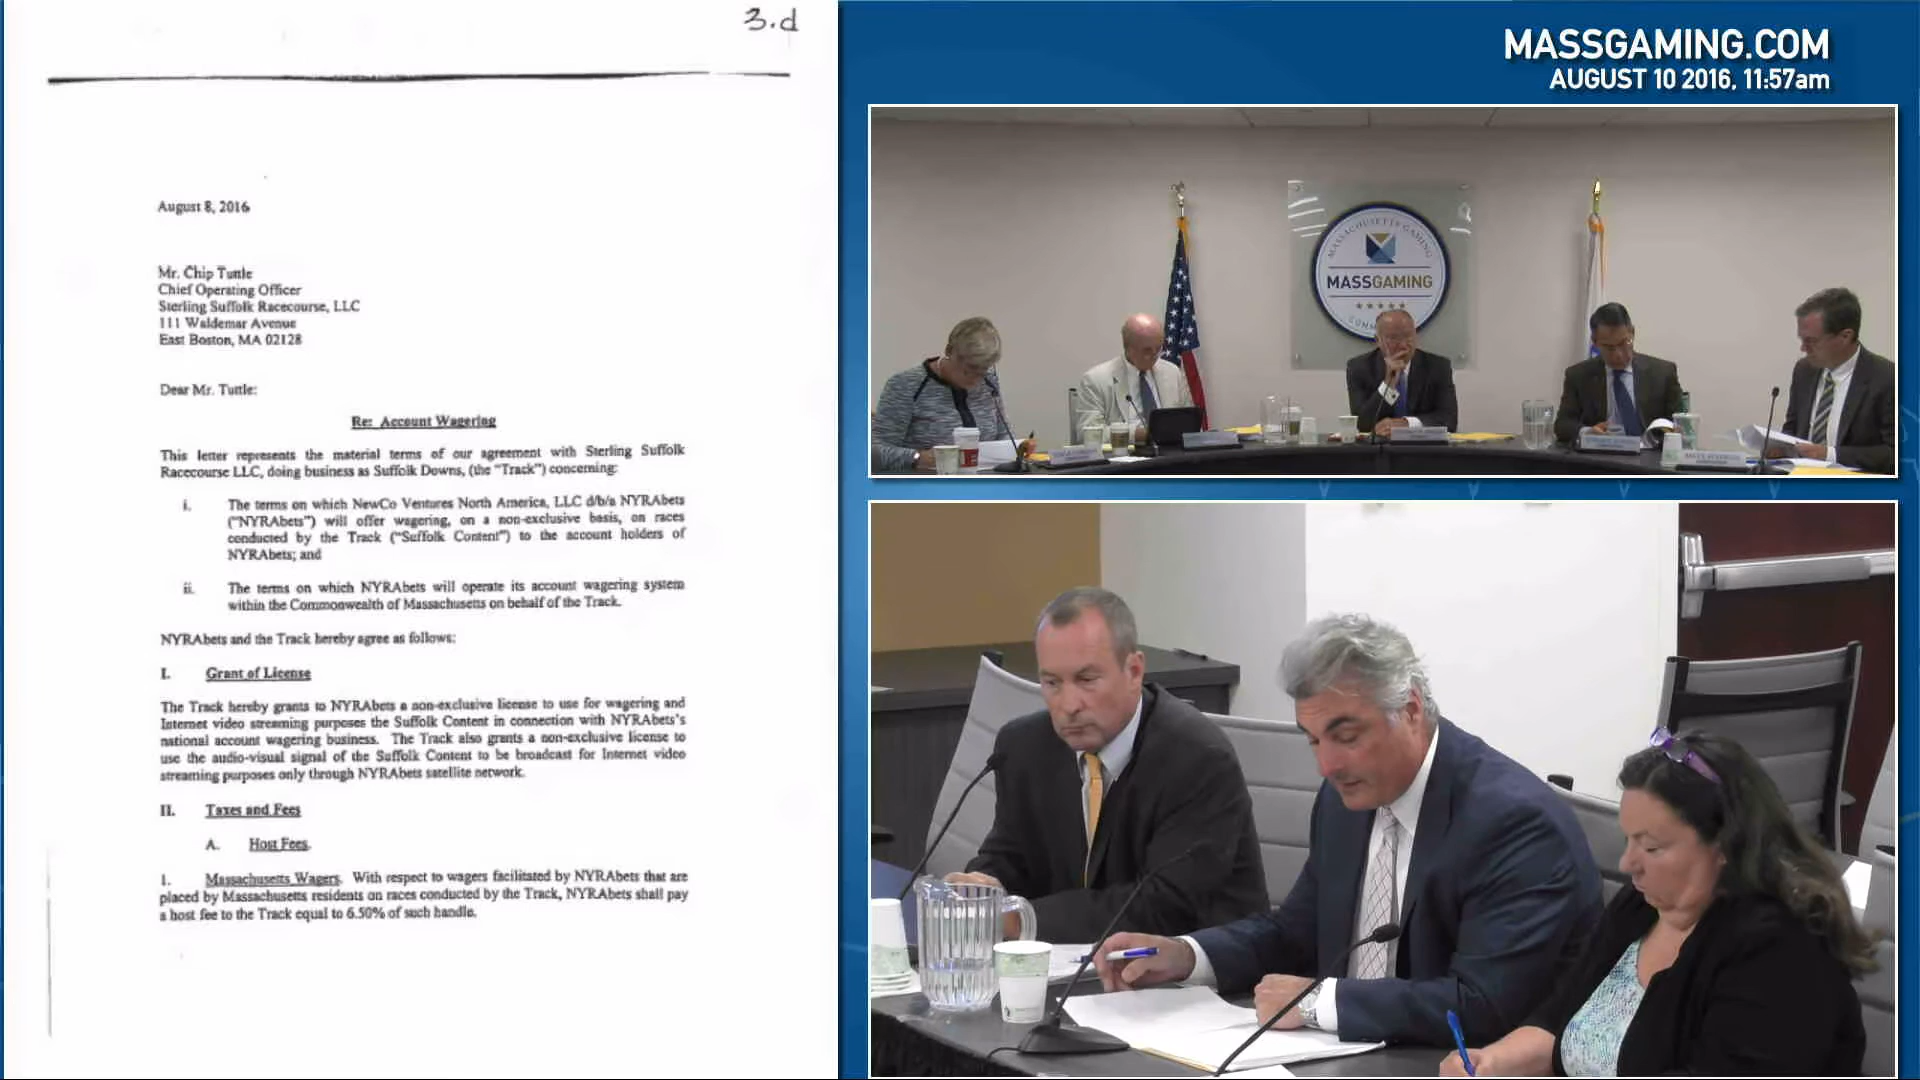 3.d
August 8, 2016
Mr. Chip Tuttle
Chief Operating Officer
Sterling Suffolk Racecourse, LLC
111 Waldemar Avenue
East Boston, MA 02128
Dear Mr. Tuttle:
Re: Account Wagering
This letter represents the material terms of our agreement with Sterling Suffolk
Racecourse LLC, doing business as Suffolk Downs, (the "Track") concerning:
i. The terms on which NewCo Ventures North America, LLC d/b/a NYRAbets
("NYRAbets") will offer wagering, on a non-exclusive basis, on races
conducted by the Track ("Suffolk Content") to the account holders of
NYRAbets; and
ii. The terms on which NYRAbets will operate its account wagering system
within the Commonwealth of Massachusetts on behalf of the Track.
NYRAbets and the Track hereby agree as follows:
I. Grant of License
The Track hereby grants to NYRAbets a non-exclusive license to use for wagering and
Internet video streaming purposes the Suffolk Content in connection with NYRAbets's
national account wagering business. The Track also grants a non-exclusive license to
use the audio-visual signal of the Suffolk Content to be broadcast for Internet video
streaming purposes only through NYRAbets satellite network.
II. Taxes and Fees
A. Host Fees.
1. Massachusetts Wagers. With respect to wagers facilitated by NYRAbets that are
placed by Massachusetts residents on races conducted by the Track, NYRAbets shall pay
a host fee to the Track equal to 6.50% of such handle.
MASSGAMING.COM
AUGUST 10 2016, 11:57am
MASSACHUSETTS GAMING
MASSGAMING